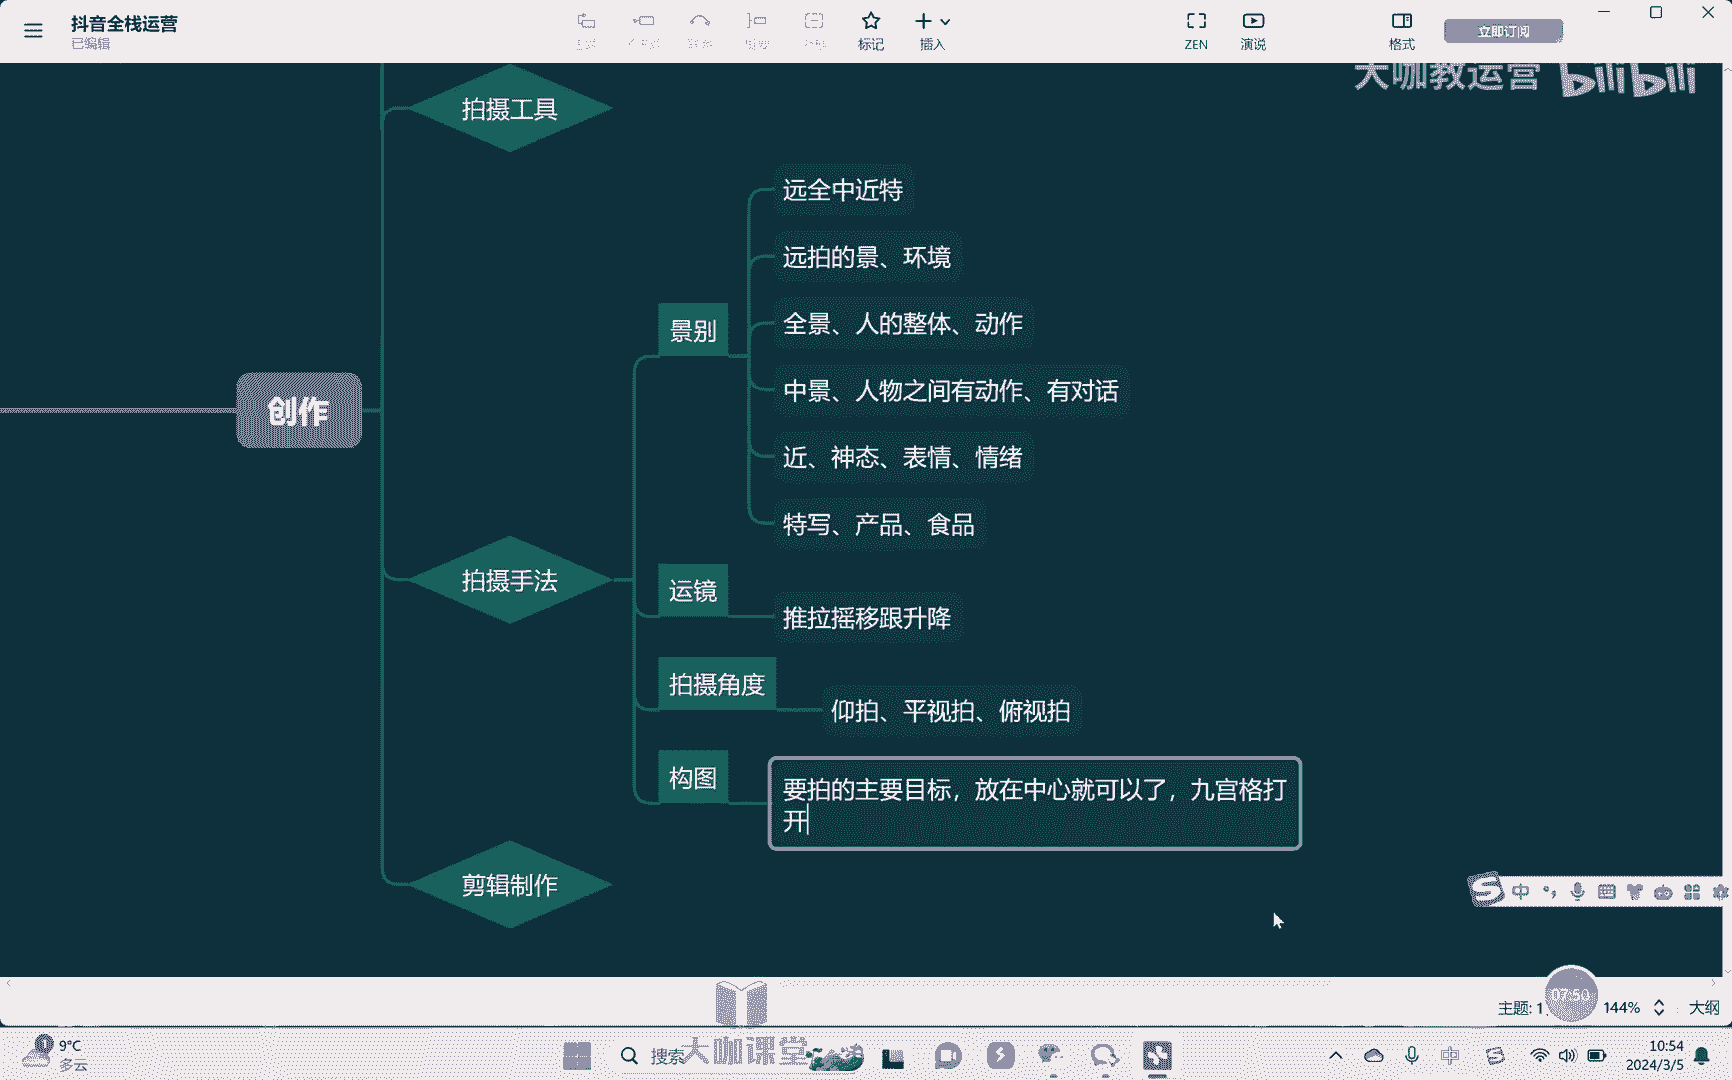 抖音全栈运营
已编辑
标记
插入
ZEN
演说
格式
立即订阅
大咖教运营 bilibili
拍摄工具
远全中近特
远拍的景、环境
景别
全景、人的整体、动作
中景、人物之间有动作、有对话
创作
近、神态、表情、情绪
特写、产品、食品
拍摄手法
运镜
推拉摇移跟升降
拍摄角度
仰拍、平视拍、俯视拍
构图
要拍的主要目标，放在中心就可以了，九宫格打
开
剪辑制作
中
07:50
主题: 1
144%
大纲
1
9°C
多云
搜索
大咖课堂
中
10:54
2024/3/5